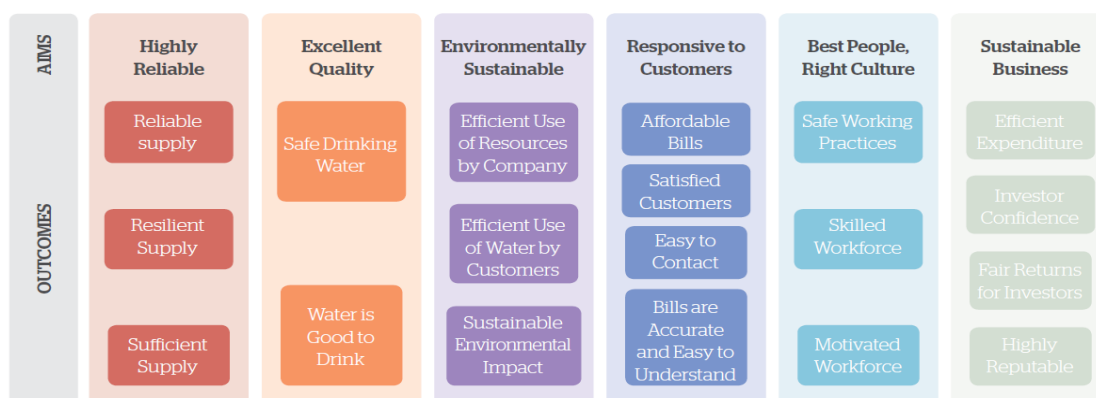 AIMS
Highly
Reliable
Excellent
Quality
Environmentally
Sustainable
Responsive to
Customers
Best People,
Right Culture
Sustainable
Business
OUTCOMES
Reliable
supply
Resilient
Supply
Sufficient
Supply
Safe Drinking
Water
Water is
Good to
Drink
Efficient Use
of Resources
by Company
Efficient Use
of Water by
Customers
Sustainable
Environmental
Impact
Affordable
Bills
Satisfied
Customers
Easy to
Contact
Bills are
Accurate
and Easy to
Understand
Safe Working
Practices
Skilled
Workforce
Motivated
Workforce
Efficient
Expenditure
Investor
Confidence
Fair Returns
for Investors
Highly
Reputable